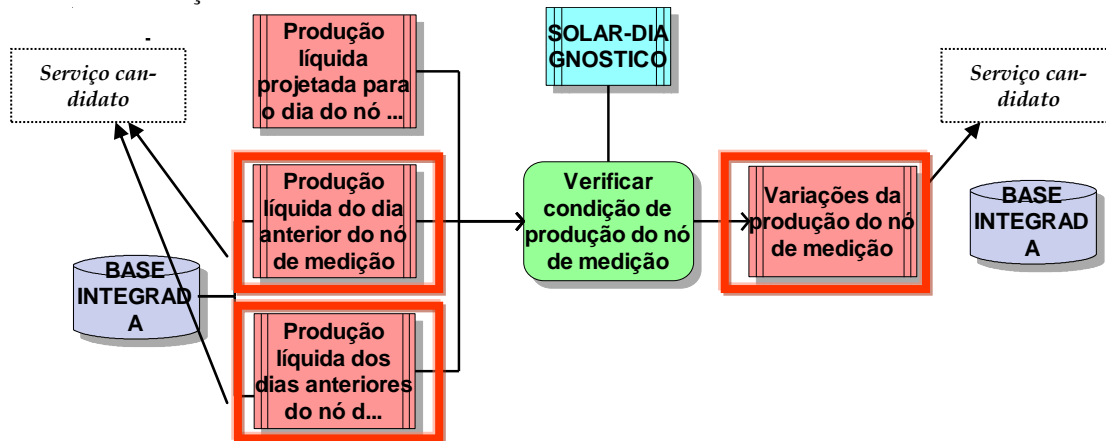 Produção
líquida
projetada para
o dia do nó ...
SOLAR-DIA
GNOSTICO
Serviço can-
didato
Serviço can-
didato
Produção
líquida do dia
anterior do nó
de medição
Verificar
condição de
produção do nó
de medição
Variações da
produção do nó
de medição
BASE
INTEGRAD
A
BASE
INTEGRAD
A
Produção
líquida dos
dias anteriores
do nó d...